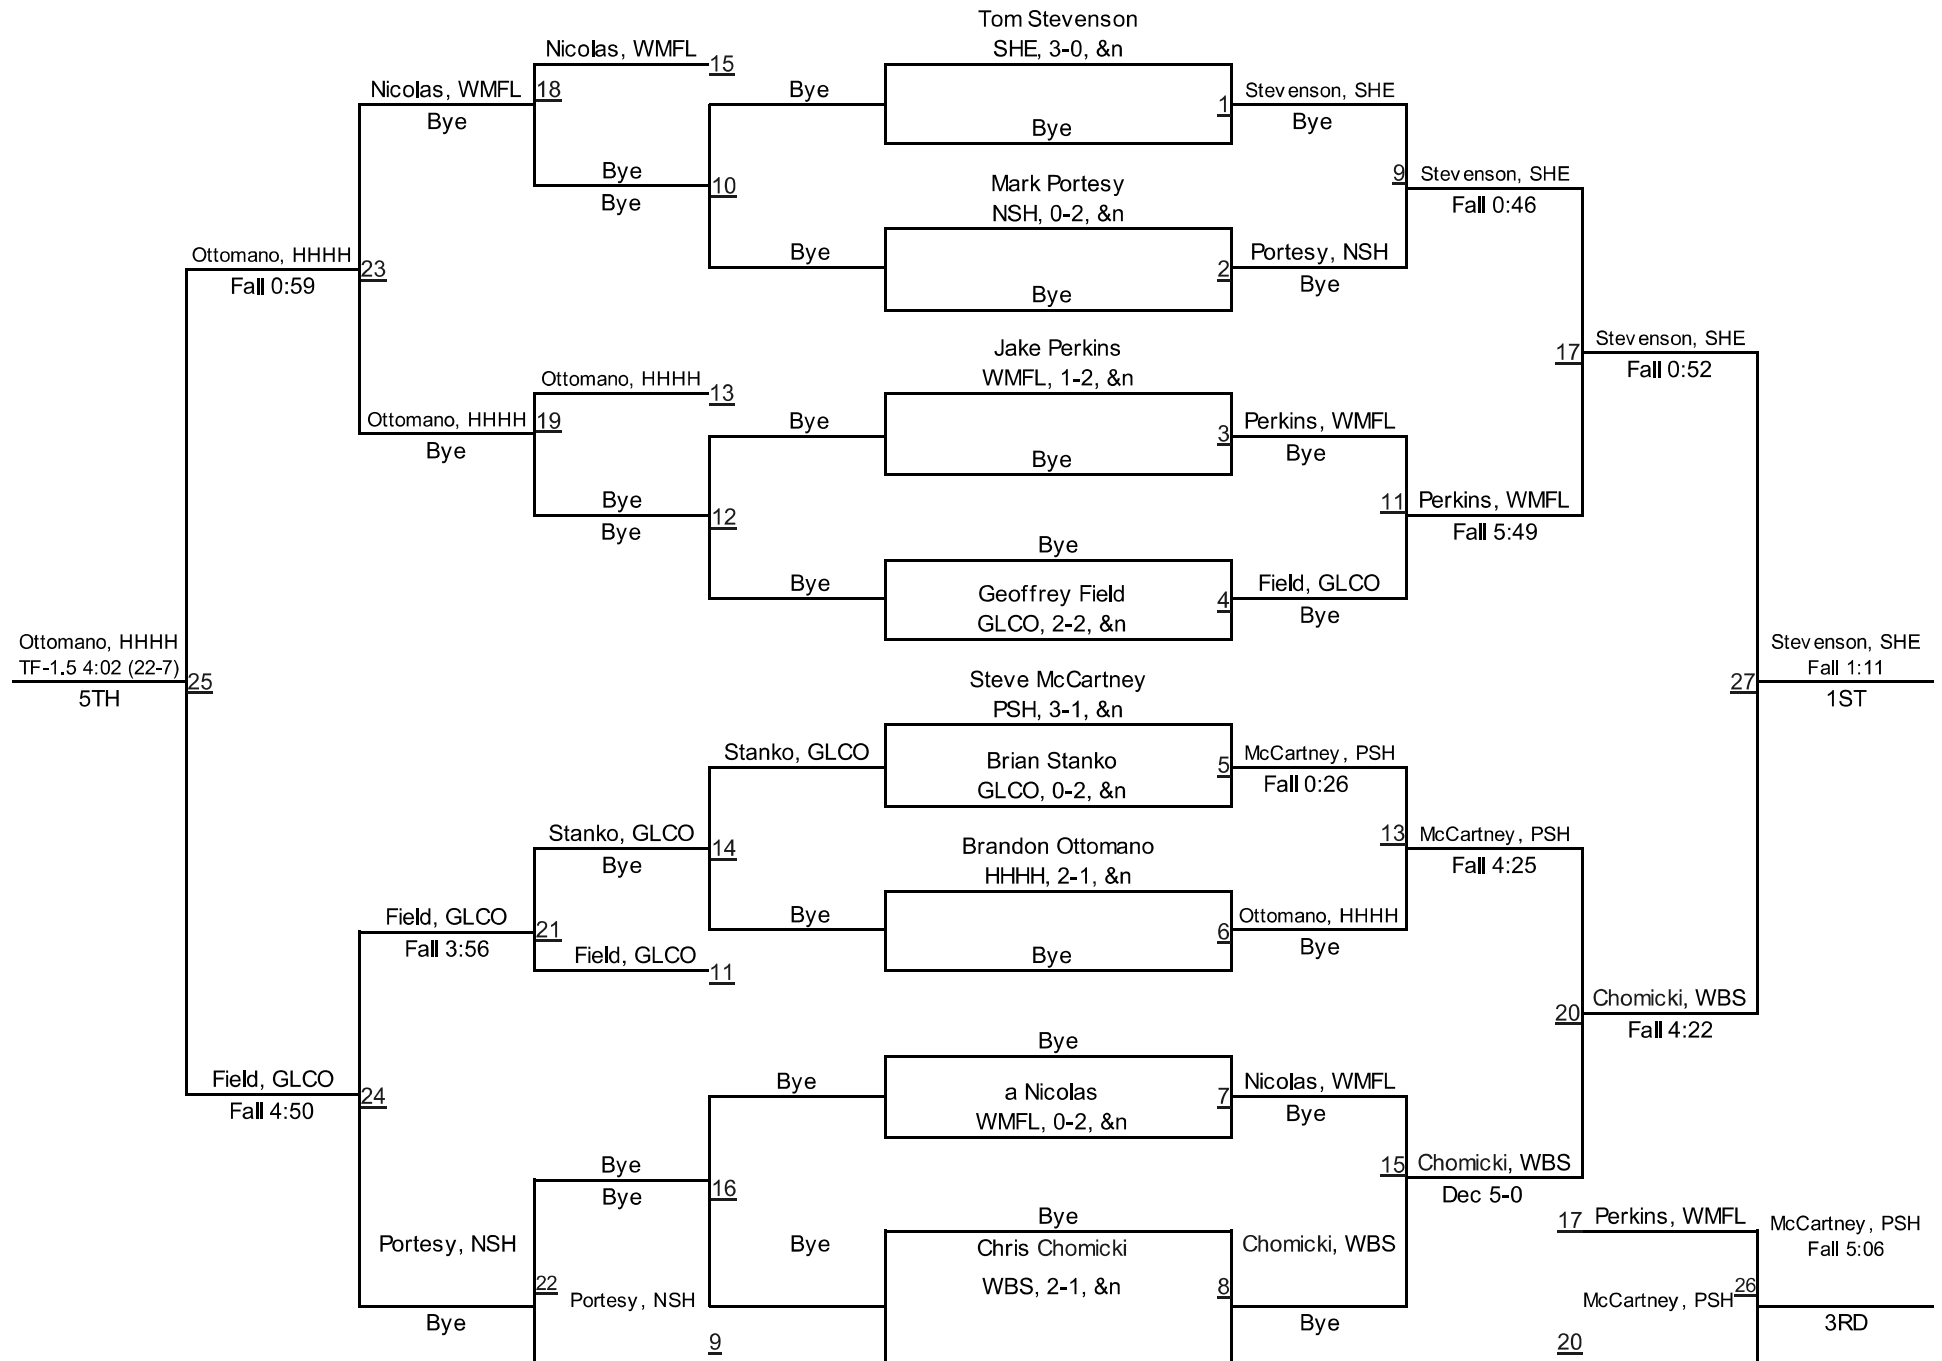 Tom Stevenson
SHE, 3-0, &n
Nicolas, WMFL
15
Nicolas, WMFL
18
Bye
Bye
1
Stevenson, SHE
Bye
Bye
Bye
10
Bye
Mark Portesy
NSH, 0-2, &n
9
Stevenson, SHE
Fall 0:46
Ottomano, HHHH
23
Fall 0:59
Bye
2
Portesy, NSH
Bye
Bye
Jake Perkins
WMFL, 1-2, &n
17
Stevenson, SHE
Fall 0:52
Ottomano, HHHH
13
Ottomano, HHHH
19
Bye
Bye
3
Perkins, WMFL
Bye
Bye
Bye
12
Bye
11
Perkins, WMFL
Fall 5:49
Bye
Bye
Geoffrey Field
GLCO, 2-2, &n
4
Field, GLCO
Bye
Ottomano, HHHH
TF-1.5 4:02 (22-7)
25
5TH
Stevenson, SHE
Fall 1:11
27
1ST
Steve McCartney
PSH, 3-1, &n
Stanko, GLCO
Brian Stanko
GLCO, 0-2, &n
5
McCartney, PSH
Fall 0:26
Stanko, GLCO
14
Bye
Brandon Ottomano
HHHH, 2-1, &n
13
McCartney, PSH
Fall 4:25
Field, GLCO
21
Fall 3:56
Field, GLCO
11
Bye
Bye
6
Ottomano, HHHH
Bye
20
Chomicki, WBS
Fall 4:22
Bye
Field, GLCO
24
Fall 4:50
Bye
a Nicolas
WMFL, 0-2, &n
7
Nicolas, WMFL
Bye
Bye
16
Bye
15
Chomicki, WBS
Dec 5-0
Portesy, NSH
22
Bye
Portesy, NSH
9
Bye
Bye
Chris Chomicki
WBS, 2-1, &n
8
Chomicki, WBS
Bye
17
Perkins, WMFL
McCartney, PSH
Fall 5:06
26
McCartney, PSH
3RD
20